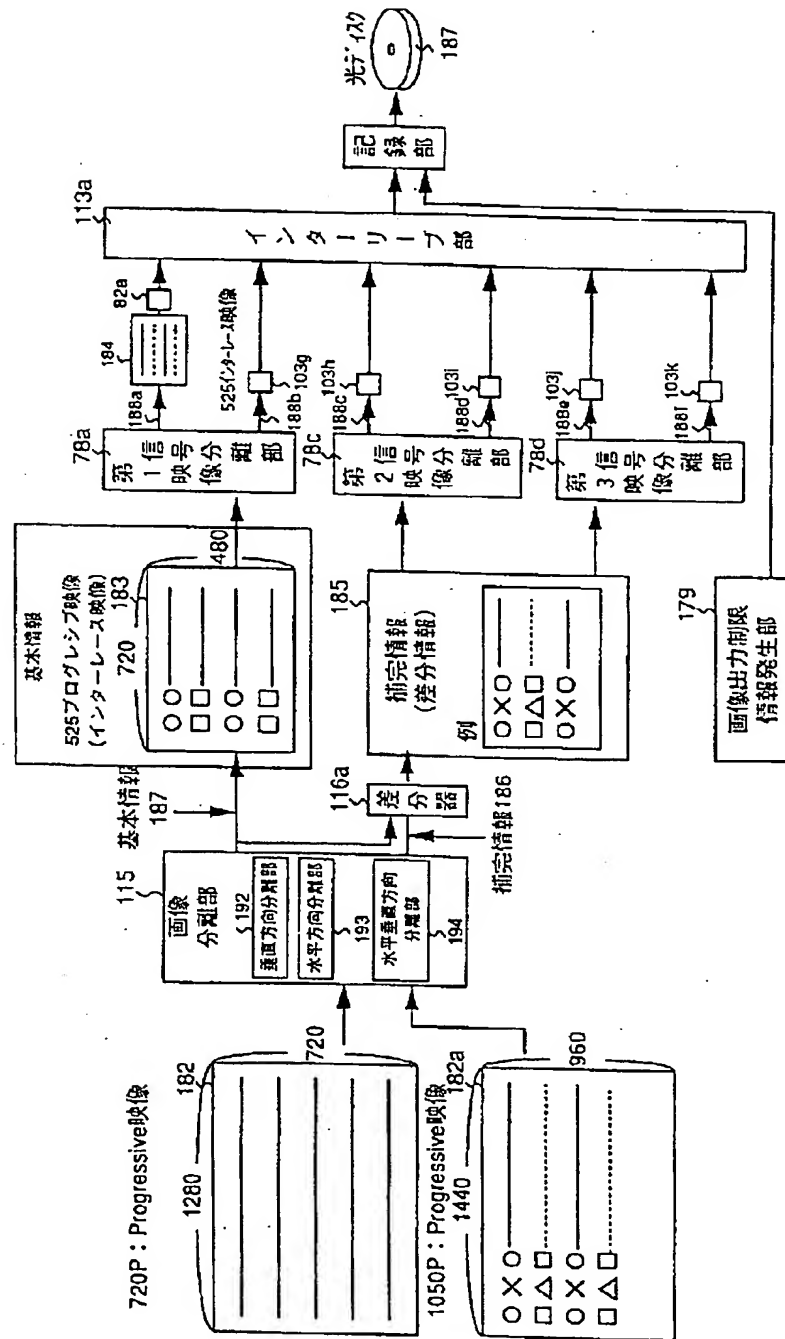 720P：Progressive映像
1280
182
720
1050P：Progressive映像
1440
182a
960
○×○
□△□
○×○
□△□
115
画像
分離部
192
垂直方向分離部
水平方向分離部
193
水平垂直方向
分離部
194
基本情報
187
116a
差分器
補完情報186
基本情報
525プログレシブ映像
(インターレース映像)
720
183
480
○○
□□
○○
□□
185
補完情報
(差分情報)
例
○×○
□△□
○×○
179
画像出力制限
情報発生部
78a
第1映像信号分離部
188a
184
82a
525インターレース映像
188b
103g
78c
第2映像信号分離部
188c
103h
188d
103i
78d
第3映像信号分離部
188e
103j
188f
103k
113a
インターリーブ部
記録部
光ディスク
187